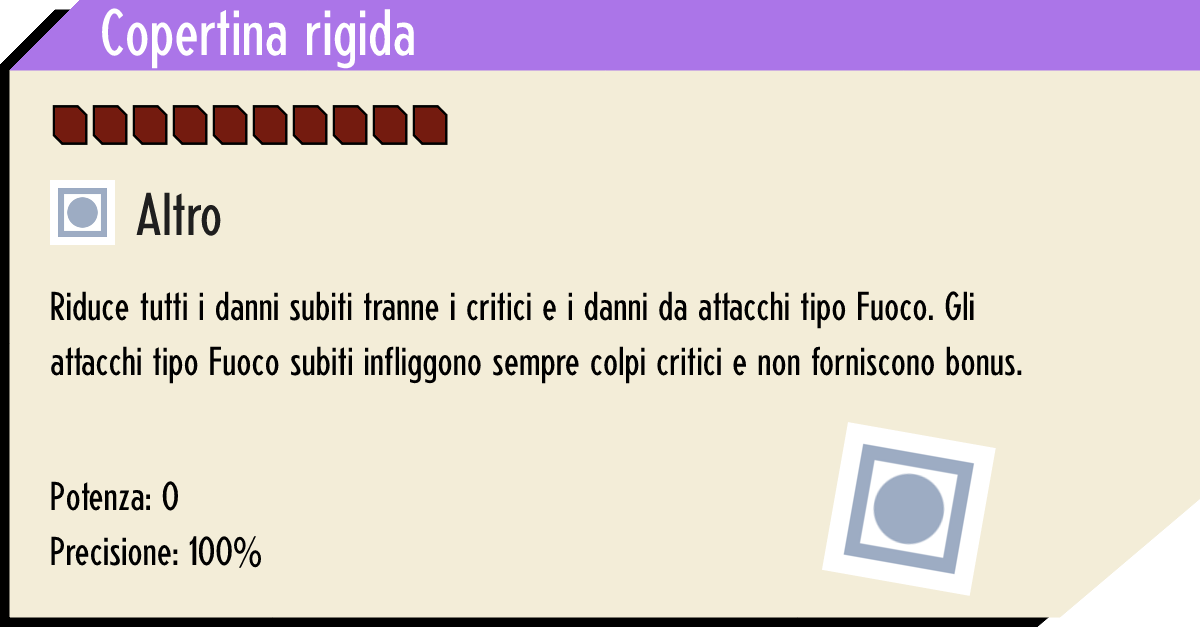 Copertina rigida
Altro
Riduce tutti i danni subiti tranne i critici e i danni da attacchi tipo Fuoco. Gli
attacchi tipo Fuoco subiti infliggono sempre colpi critici e non forniscono bonus.
Potenza: 0
Precisione: 100%